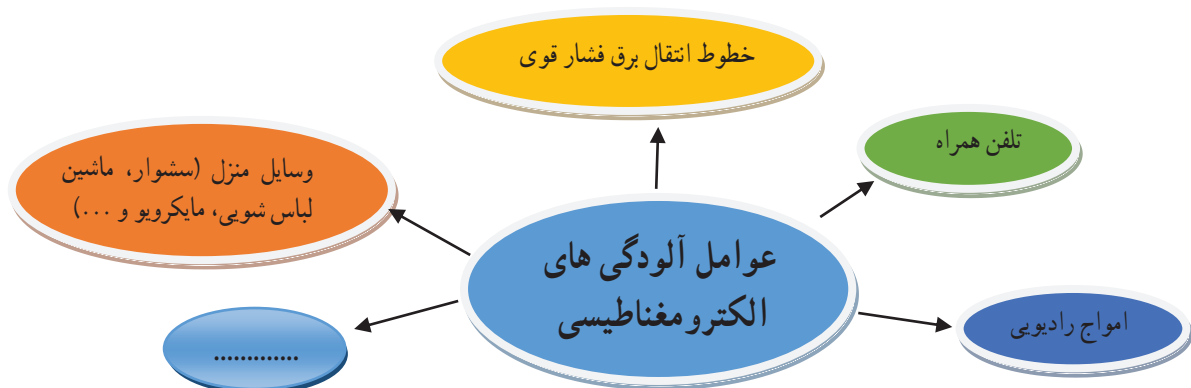 خطوط انتقال برق فشار قوی
تلفن همراه
وسایل منزل (سشوار، ماشین
لباس شویی، مایکرویو و ...)
عوامل آلودگی های
الکترومغناطیسی
امواج رادیویی
.............